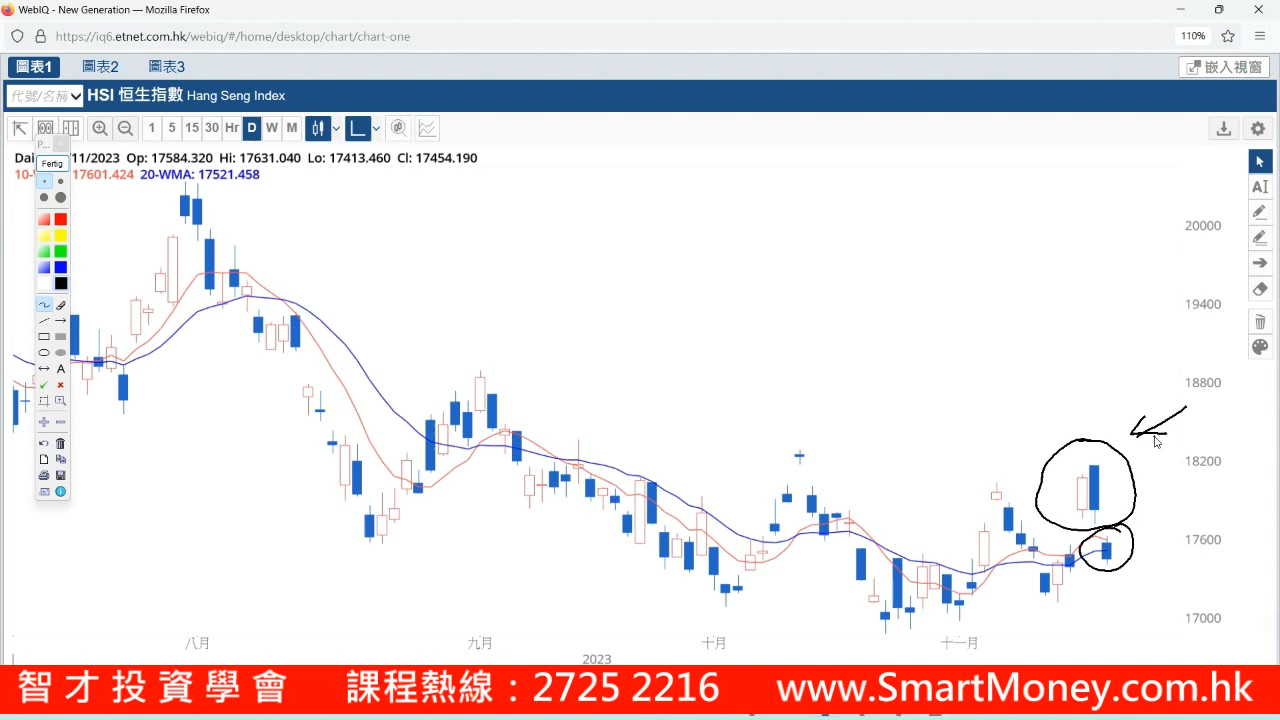 WebIQ - New Generation — Mozilla Firefox
https://iq6.etnet.com.hk/webiq/#/home/desktop/chart/chart-one
110%
圖表1 圖表2 圖表3
嵌入視窗
代號/名稱 HSI 恒生指數 Hang Seng Index
1 5 15 30 Hr D W M
P...
Fertig
A
/11/2023 Op: 17584.320 Hi: 17631.040 Lo: 17413.460 Cl: 17454.190
17601.424 20-WMA: 17521.458
AI
20000
19400
18800
18200
17600
17000
八月 九月 十月 十一月
2023
智才投資學會 課程熱線：2725 2216 www.SmartMoney.com.hk